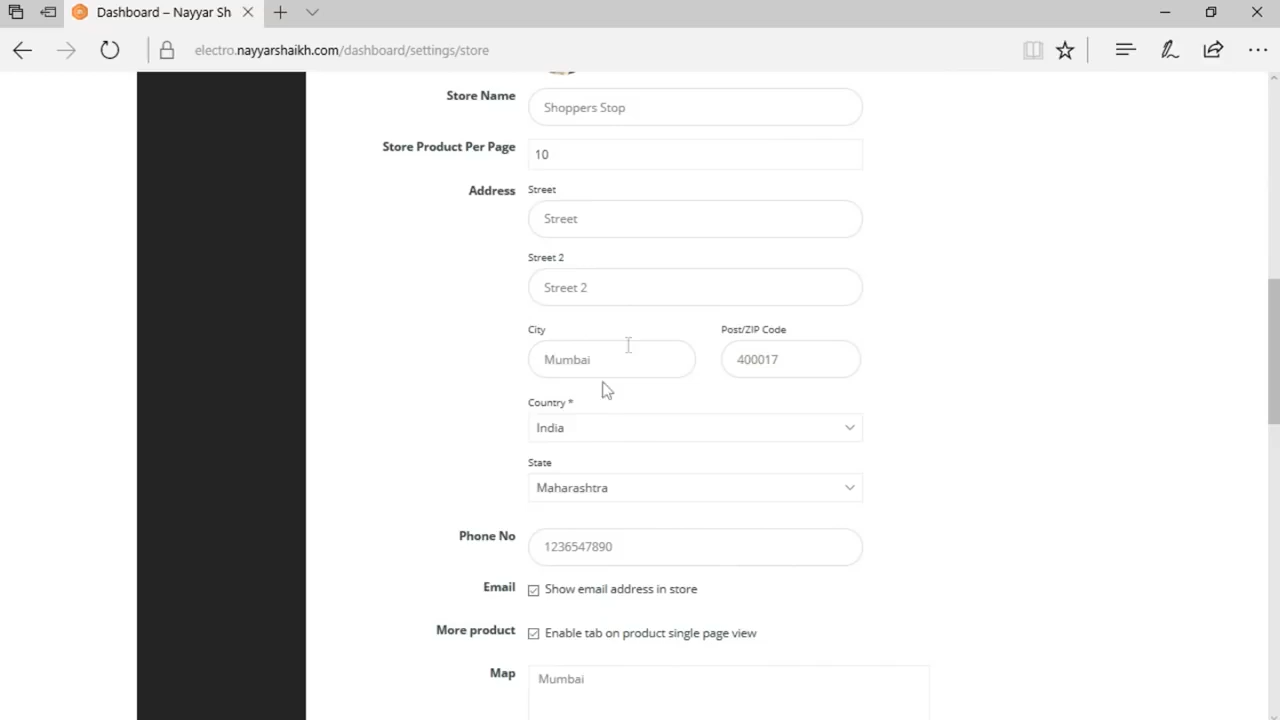 Dashboard – Nayyar Sh
electro.nayyarshaikh.com/dashboard/settings/store
Store Name
Shoppers Stop
Store Product Per Page
10
Address
Street
Street
Street 2
Street 2
City
Post/ZIP Code
Mumbai
400017
Country *
India
State
Maharashtra
Phone No
1236547890
Email
Show email address in store
More product
Enable tab on product single page view
Map
Mumbai